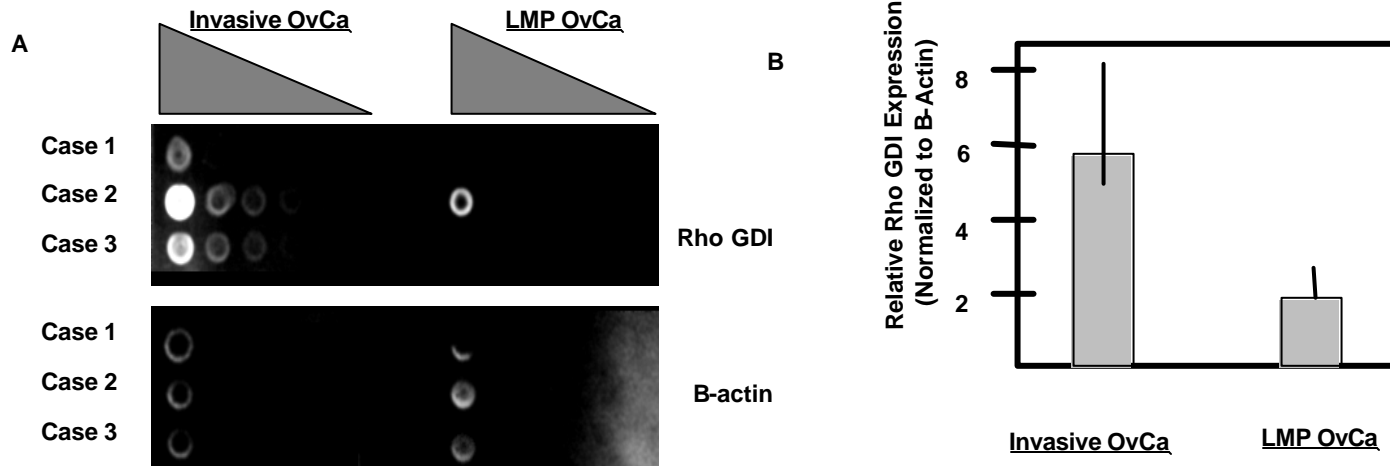 A
Invasive OvCa
LMP OvCa
Case 1
Case 2
Case 3
Rho GDI
Case 1
Case 2
Case 3
B-actin
B
Relative Rho GDI Expression
(Normalized to B-Actin)
8
6
4
2
Invasive OvCa
LMP OvCa